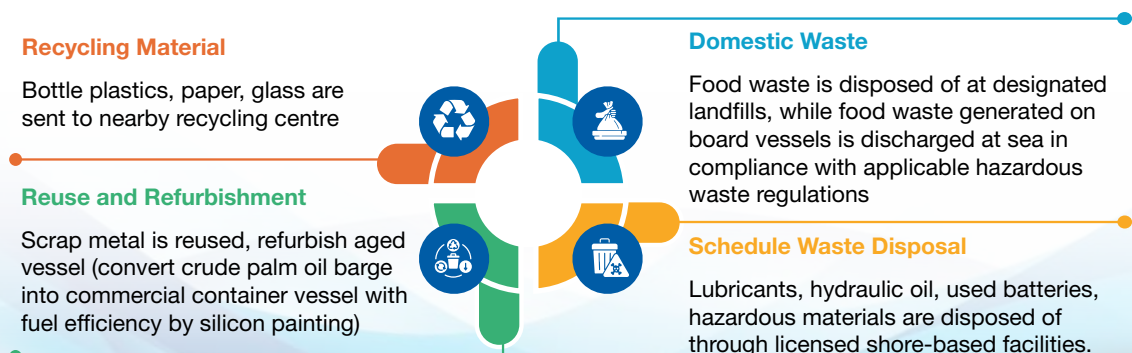 Recycling Material
Bottle plastics, paper, glass are
sent to nearby recycling centre
Reuse and Refurbishment
Scrap metal is reused, refurbish aged
vessel (convert crude palm oil barge
into commercial container vessel with
fuel efficiency by silicon painting)
Domestic Waste
Food waste is disposed of at designated
landfills, while food waste generated on
board vessels is discharged at sea in
compliance with applicable hazardous
waste regulations
Schedule Waste Disposal
Lubricants, hydraulic oil, used batteries,
hazardous materials are disposed of
through licensed shore-based facilities.